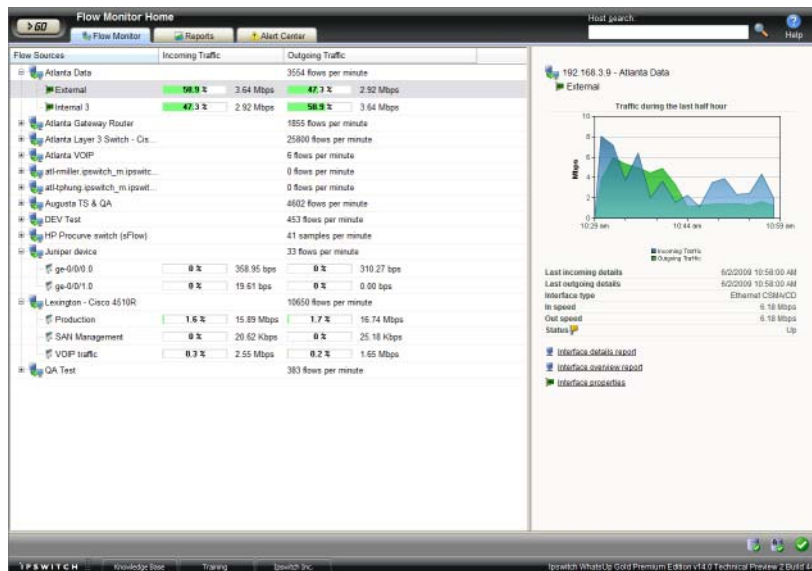 GO
Flow Monitor Home
Host search:
Help
Flow Monitor
Reports
Alert Center
Flow Sources Incoming Traffic Outgoing Traffic
Atlanta Data 3554 flows per minute
External 58.9 % 3.64 Mbps 47.3 % 2.92 Mbps
Internal 3 47.3 % 2.92 Mbps 58.9 % 3.64 Mbps
Atlanta Gateway Router 1855 flows per minute
Atlanta Layer 3 Switch - Cis... 25800 flows per minute
Atlanta VOIP 6 flows per minute
atl-rmiller.ipswitch_m.ipswitc... 0 flows per minute
atl-tphung.ipswitch_m.ipswit... 0 flows per minute
Augusta TS & QA 4602 flows per minute
DEV Test 453 flows per minute
HP Procurve switch (sFlow) 41 samples per minute
Juniper device 33 flows per minute
ge-0/0/0.0 0 % 358.95 bps 0 % 310.27 bps
ge-0/0/1.0 0 % 19.61 bps 0 % 0.00 bps
Lexington - Cisco 4510R 10650 flows per minute
Production 1.6 % 15.89 Mbps 1.7 % 16.74 Mbps
SAN Management 0 % 20.62 Kbps 0 % 25.18 Kbps
VOIP traffic 0.3 % 2.55 Mbps 0.2 % 1.65 Mbps
QA Test 383 flows per minute
192.168.3.9 - Atlanta Data
External
Traffic during the last half hour
Mbps
10
8
6
4
2
0
10:29 am 10:44 am 10:59 am
Incoming Traffic
Outgoing Traffic
Last incoming details 6/2/2009 10:58:00 AM
Last outgoing details 6/2/2009 10:58:00 AM
Interface type Ethernet CSMA/CD
In speed 6.18 Mbps
Out speed 6.18 Mbps
Status Up
Interface details report
Interface overview report
Interface properties
IPSWITCH Knowledge Base Training Ipswitch Inc.
Ipswitch WhatsUp Gold Premium Edition v14.0 Technical Preview 2 Build